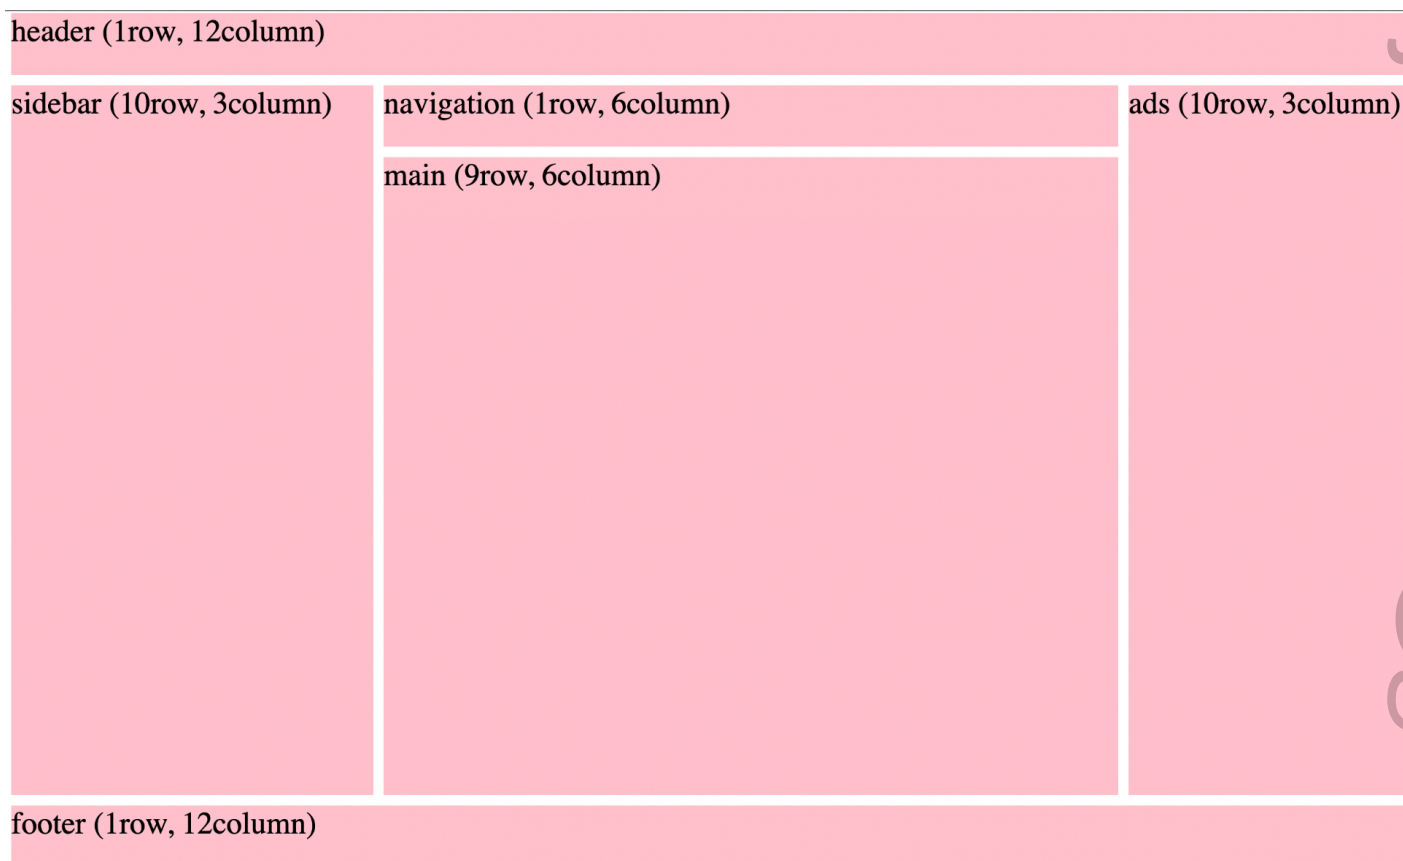 header (1row, 12column)
sidebar (10row, 3column)
navigation (1row, 6column)
ads (10row, 3column)
main (9row, 6column)
footer (1row, 12column)